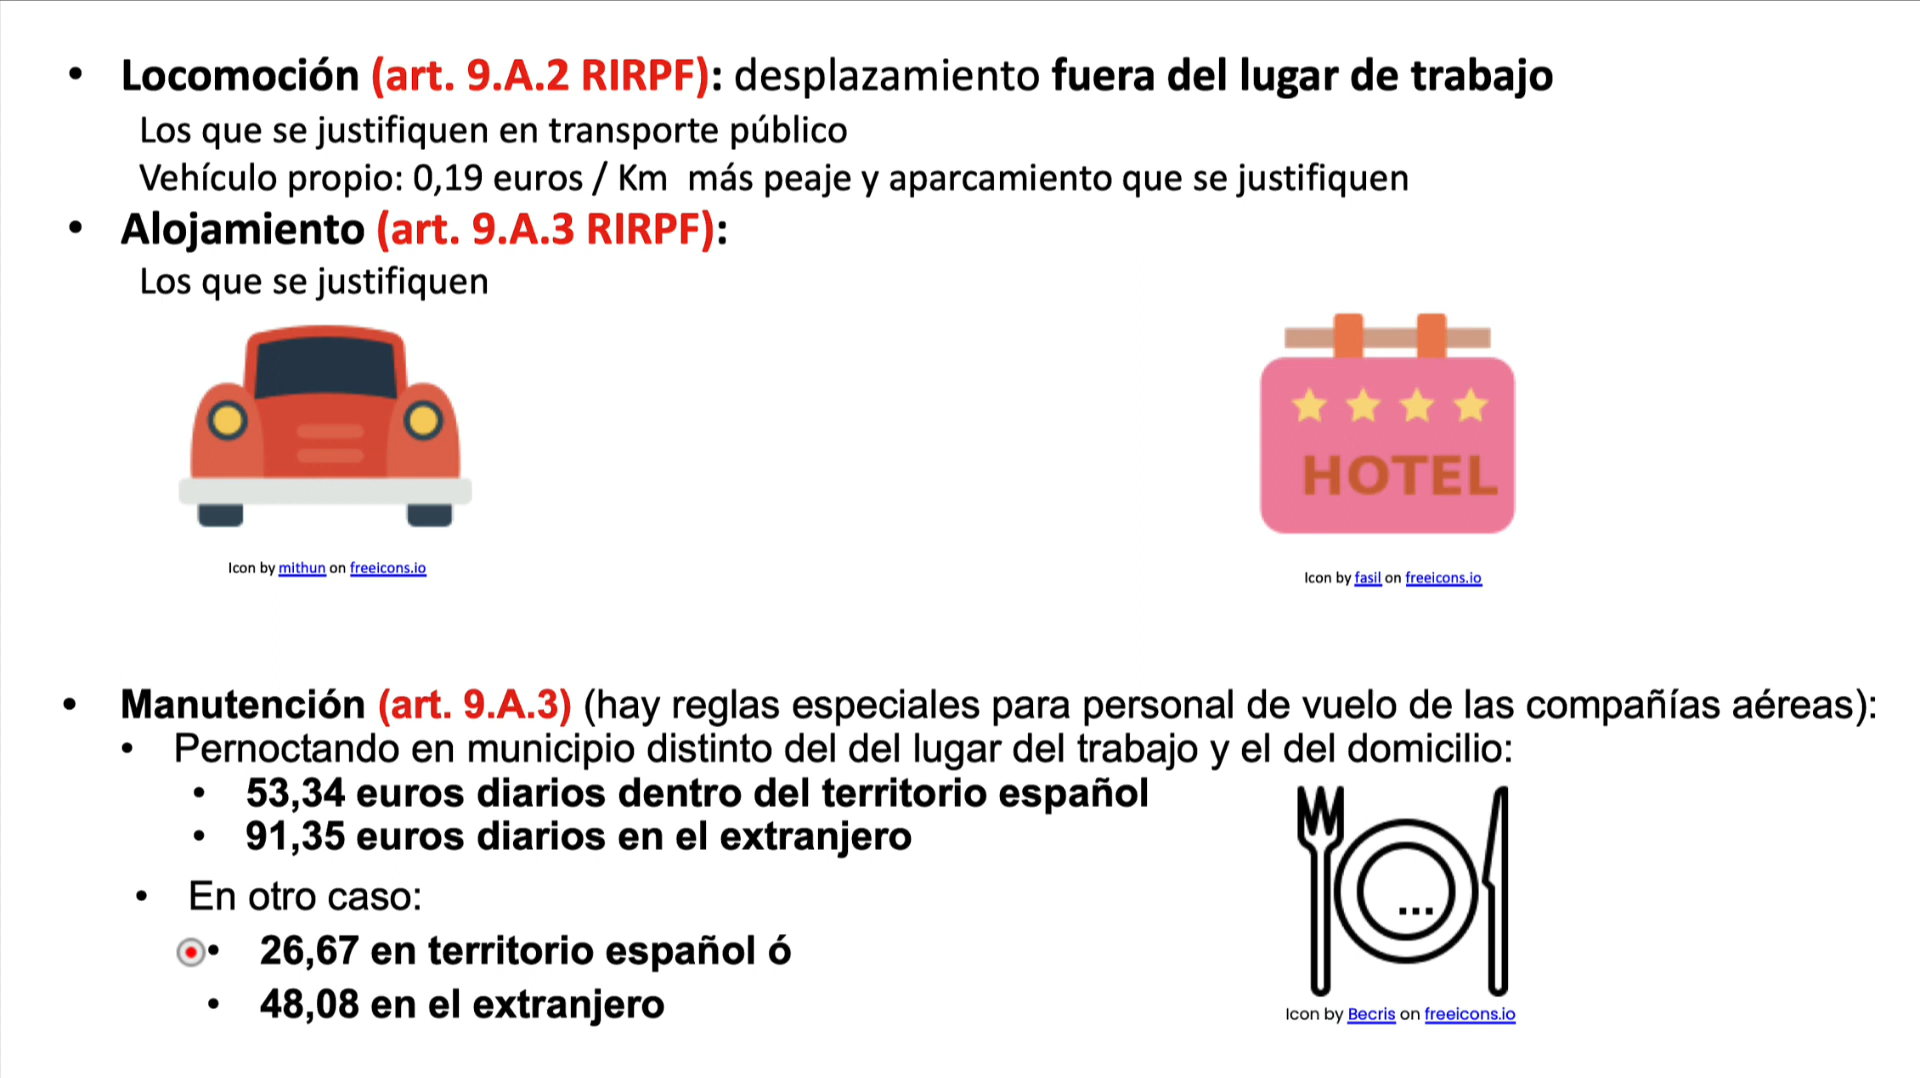 • Locomoción (art. 9.A.2 RIRPF): desplazamiento fuera del lugar de trabajo
Los que se justifiquen en transporte público
Vehículo propio: 0,19 euros / Km más peaje y aparcamiento que se justifiquen
• Alojamiento (art. 9.A.3 RIRPF):
Los que se justifiquen
HOTEL
Icon by mithun on freeicons.io
Icon by fasil on freeicons.io
• Manutención (art. 9.A.3) (hay reglas especiales para personal de vuelo de las compañías aéreas):
• Pernoctando en municipio distinto del del lugar del trabajo y el del domicilio:
• 53,34 euros diarios dentro del territorio español
• 91,35 euros diarios en el extranjero
• En otro caso:
• 26,67 en territorio español ó
• 48,08 en el extranjero
...
Icon by Becris on freeicons.io